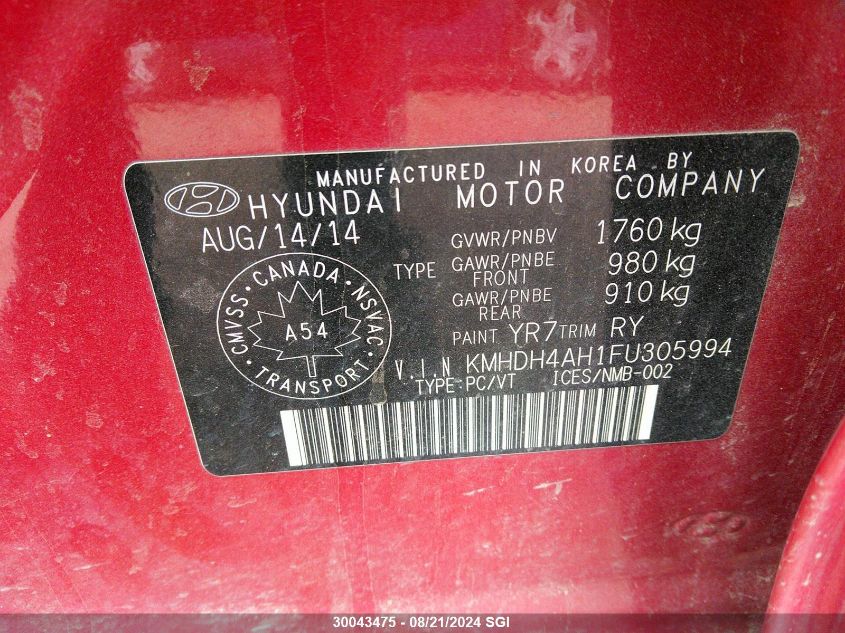 MANUFACTURED IN KOREA BY
HYUNDAI MOTOR COMPANY
AUG/14/14
GVWR/PNBV 1760 kg
TYPE GAWR/PNBE FRONT 980 kg
GAWR/PNBE REAR 910 kg
PAINT YR7 TRIM RY
CMVSS · CANADA · NSVAC · TRANSPORT ·
A54
V.I.N KMHDH4AH1FU305994
TYPE:PC/VT ICES/NMB-002
30043475 - 08/21/2024 SGI